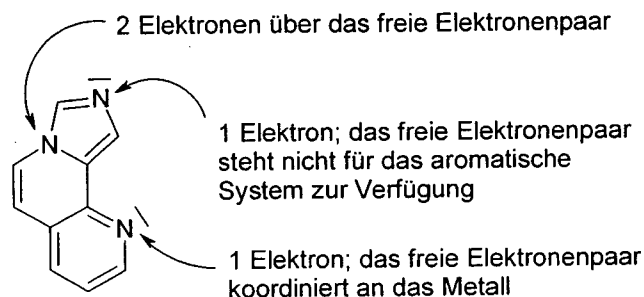 2 Elektronen über das freie Elektronenpaar
N
N
1 Elektron; das freie Elektronenpaar
steht nicht für das aromatische
System zur Verfügung
N
1 Elektron; das freie Elektronenpaar
koordiniert an das Metall